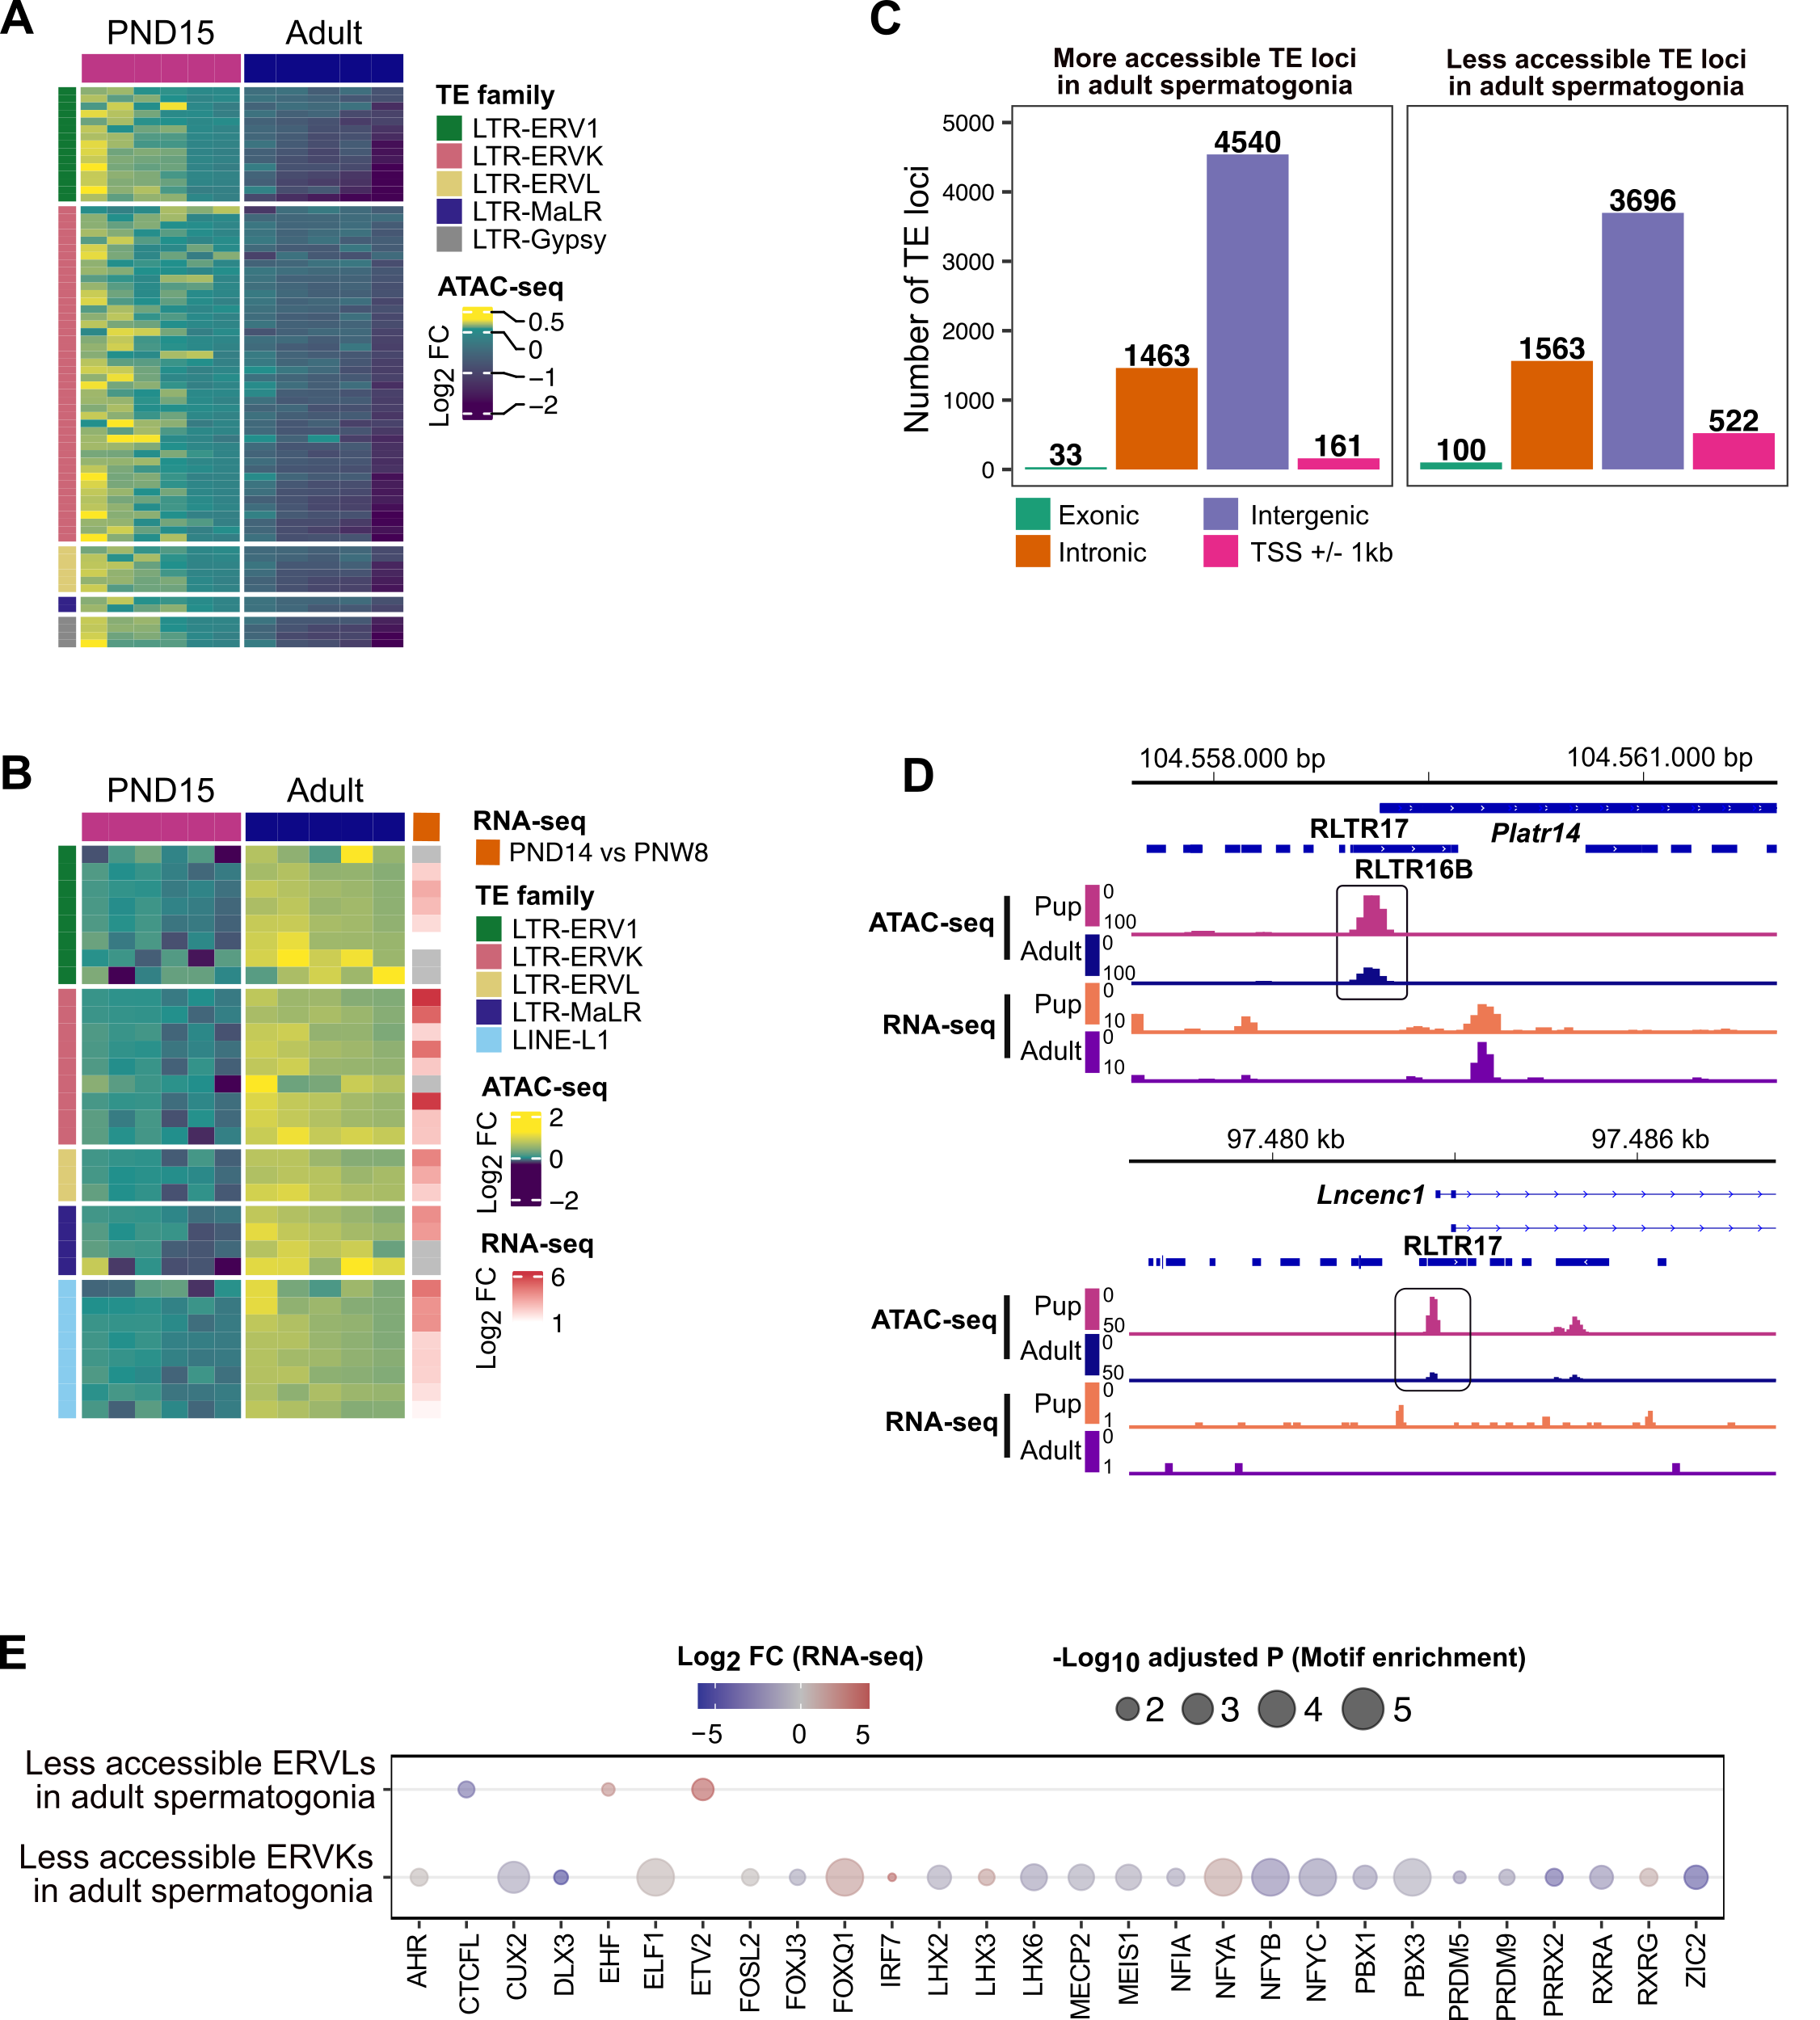 A
PND15
Adult
TE family
LTR-ERV1
LTR-ERVK
LTR-ERVL
LTR-MaLR
LTR-Gypsy
ATAC-seq
Log2 FC
0.5
0
−1
−2
C
More accessible TE loci
in adult spermatogonia
Less accessible TE loci
in adult spermatogonia
Number of TE loci
5000
4000
3000
2000
1000
0
33
1463
4540
161
100
1563
3696
522
Exonic
Intronic
Intergenic
TSS +/- 1kb
B
PND15
Adult
RNA-seq
PND14 vs PNW8
TE family
LTR-ERV1
LTR-ERVK
LTR-ERVL
LTR-MaLR
LINE-L1
ATAC-seq
Log2 FC
2
0
−2
RNA-seq
Log2 FC
6
1
D
104.558.000 bp
104.561.000 bp
RLTR17
Platr14
RLTR16B
ATAC-seq
Pup
0
100
Adult
0
100
RNA-seq
Pup
0
10
Adult
0
10
97.480 kb
97.486 kb
Lncenc1
RLTR17
ATAC-seq
Pup
0
50
Adult
0
50
RNA-seq
Pup
0
1
Adult
0
1
E
Log2 FC (RNA-seq)
−5
0
5
-Log10 adjusted P (Motif enrichment)
2
3
4
5
Less accessible ERVLs
in adult spermatogonia
Less accessible ERVKs
in adult spermatogonia
AHR
CTCFL
CUX2
DLX3
EHF
ELF1
ETV2
FOSL2
FOXJ3
FOXQ1
IRF7
LHX2
LHX3
LHX6
MECP2
MEIS1
NFIA
NFYA
NFYB
NFYC
PBX1
PBX3
PRDM5
PRDM9
PRRX2
RXRA
RXRG
ZIC2